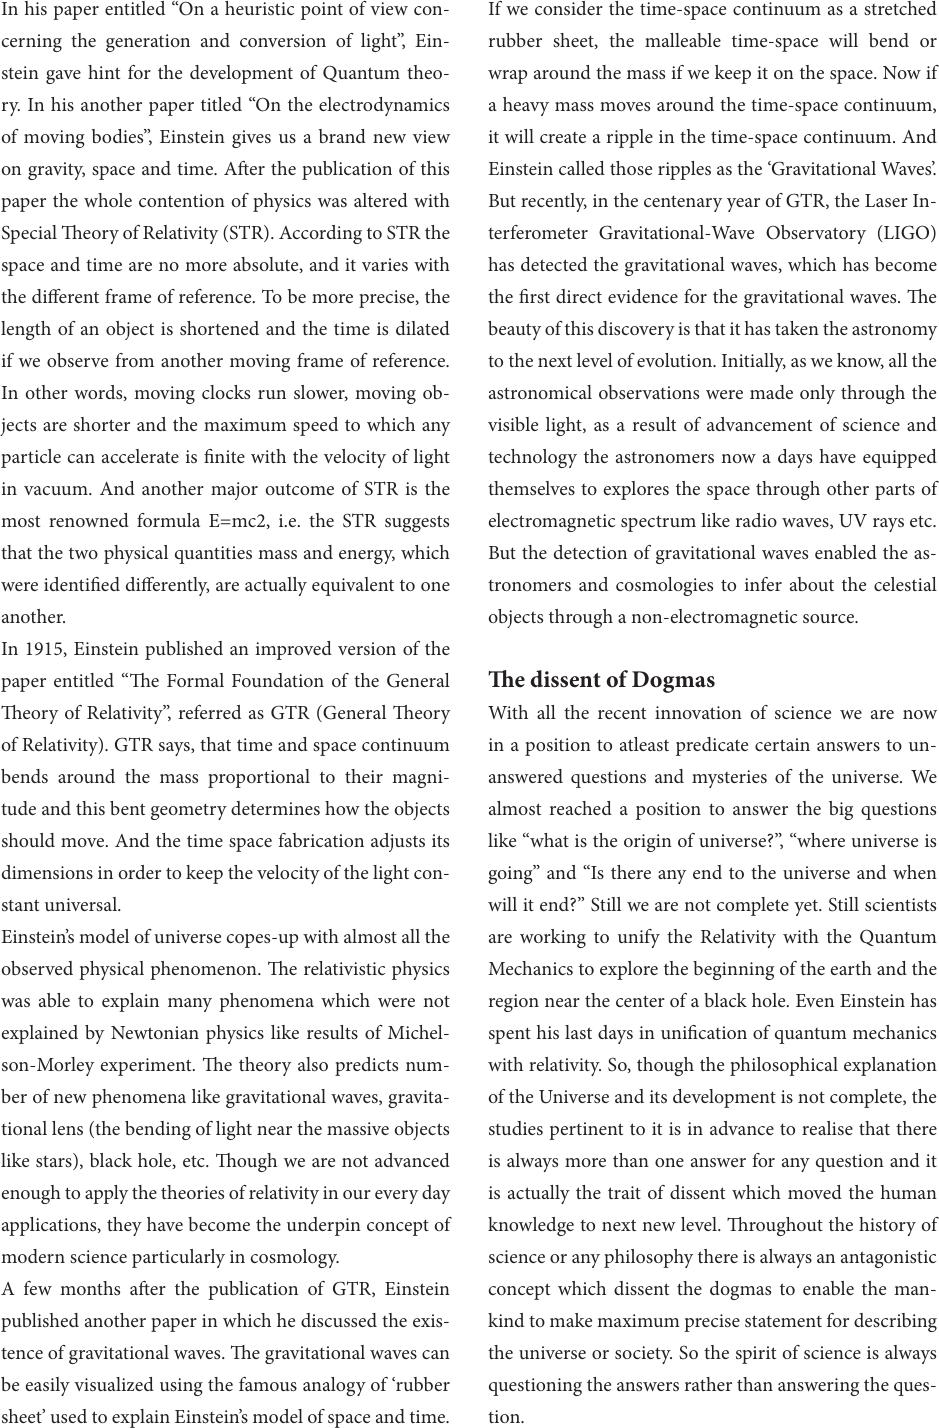 In his paper entitled “On a heuristic point of view con-
cerning the generation and conversion of light”, Ein-
stein gave hint for the development of Quantum theo-
ry. In his another paper titled “On the electrodynamics
of moving bodies”, Einstein gives us a brand new view
on gravity, space and time. After the publication of this
paper the whole contention of physics was altered with
Special Theory of Relativity (STR). According to STR the
space and time are no more absolute, and it varies with
the different frame of reference. To be more precise, the
length of an object is shortened and the time is dilated
if we observe from another moving frame of reference.
In other words, moving clocks run slower, moving ob-
jects are shorter and the maximum speed to which any
particle can accelerate is finite with the velocity of light
in vacuum. And another major outcome of STR is the
most renowned formula E=mc2, i.e. the STR suggests
that the two physical quantities mass and energy, which
were identified differently, are actually equivalent to one
another.
In 1915, Einstein published an improved version of the
paper entitled “The Formal Foundation of the General
Theory of Relativity”, referred as GTR (General Theory
of Relativity). GTR says, that time and space continuum
bends around the mass proportional to their magni-
tude and this bent geometry determines how the objects
should move. And the time space fabrication adjusts its
dimensions in order to keep the velocity of the light con-
stant universal.
Einstein’s model of universe copes-up with almost all the
observed physical phenomenon. The relativistic physics
was able to explain many phenomena which were not
explained by Newtonian physics like results of Michel-
son-Morley experiment. The theory also predicts num-
ber of new phenomena like gravitational waves, gravita-
tional lens (the bending of light near the massive objects
like stars), black hole, etc. Though we are not advanced
enough to apply the theories of relativity in our every day
applications, they have become the underpin concept of
modern science particularly in cosmology.
A few months after the publication of GTR, Einstein
published another paper in which he discussed the exis-
tence of gravitational waves. The gravitational waves can
be easily visualized using the famous analogy of ‘rubber
sheet’ used to explain Einstein’s model of space and time.
If we consider the time-space continuum as a stretched
rubber sheet, the malleable time-space will bend or
wrap around the mass if we keep it on the space. Now if
a heavy mass moves around the time-space continuum,
it will create a ripple in the time-space continuum. And
Einstein called those ripples as the ‘Gravitational Waves’.
But recently, in the centenary year of GTR, the Laser In-
terferometer Gravitational-Wave Observatory (LIGO)
has detected the gravitational waves, which has become
the first direct evidence for the gravitational waves. The
beauty of this discovery is that it has taken the astronomy
to the next level of evolution. Initially, as we know, all the
astronomical observations were made only through the
visible light, as a result of advancement of science and
technology the astronomers now a days have equipped
themselves to explores the space through other parts of
electromagnetic spectrum like radio waves, UV rays etc.
But the detection of gravitational waves enabled the as-
tronomers and cosmologies to infer about the celestial
objects through a non-electromagnetic source.
The dissent of Dogmas
With all the recent innovation of science we are now
in a position to atleast predicate certain answers to un-
answered questions and mysteries of the universe. We
almost reached a position to answer the big questions
like “what is the origin of universe?”, “where universe is
going” and “Is there any end to the universe and when
will it end?” Still we are not complete yet. Still scientists
are working to unify the Relativity with the Quantum
Mechanics to explore the beginning of the earth and the
region near the center of a black hole. Even Einstein has
spent his last days in unification of quantum mechanics
with relativity. So, though the philosophical explanation
of the Universe and its development is not complete, the
studies pertinent to it is in advance to realise that there
is always more than one answer for any question and it
is actually the trait of dissent which moved the human
knowledge to next new level. Throughout the history of
science or any philosophy there is always an antagonistic
concept which dissent the dogmas to enable the man-
kind to make maximum precise statement for describing
the universe or society. So the spirit of science is always
questioning the answers rather than answering the ques-
tion.